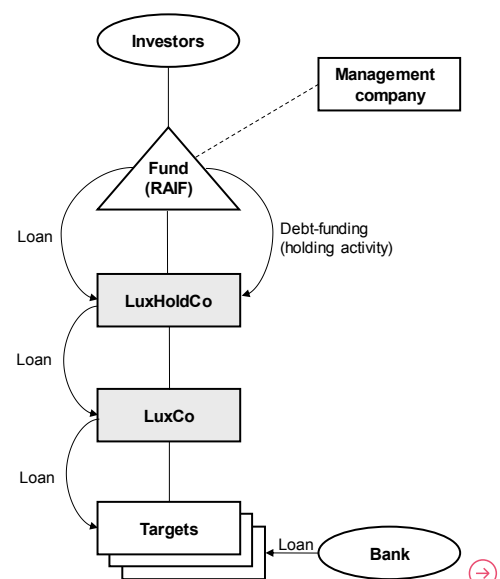 Investors
Management
company
Fund
(RAIF)
Loan
Debt-funding
(holding activity)
LuxHoldCo
Loan
LuxCo
Loan
Targets
Loan
Bank